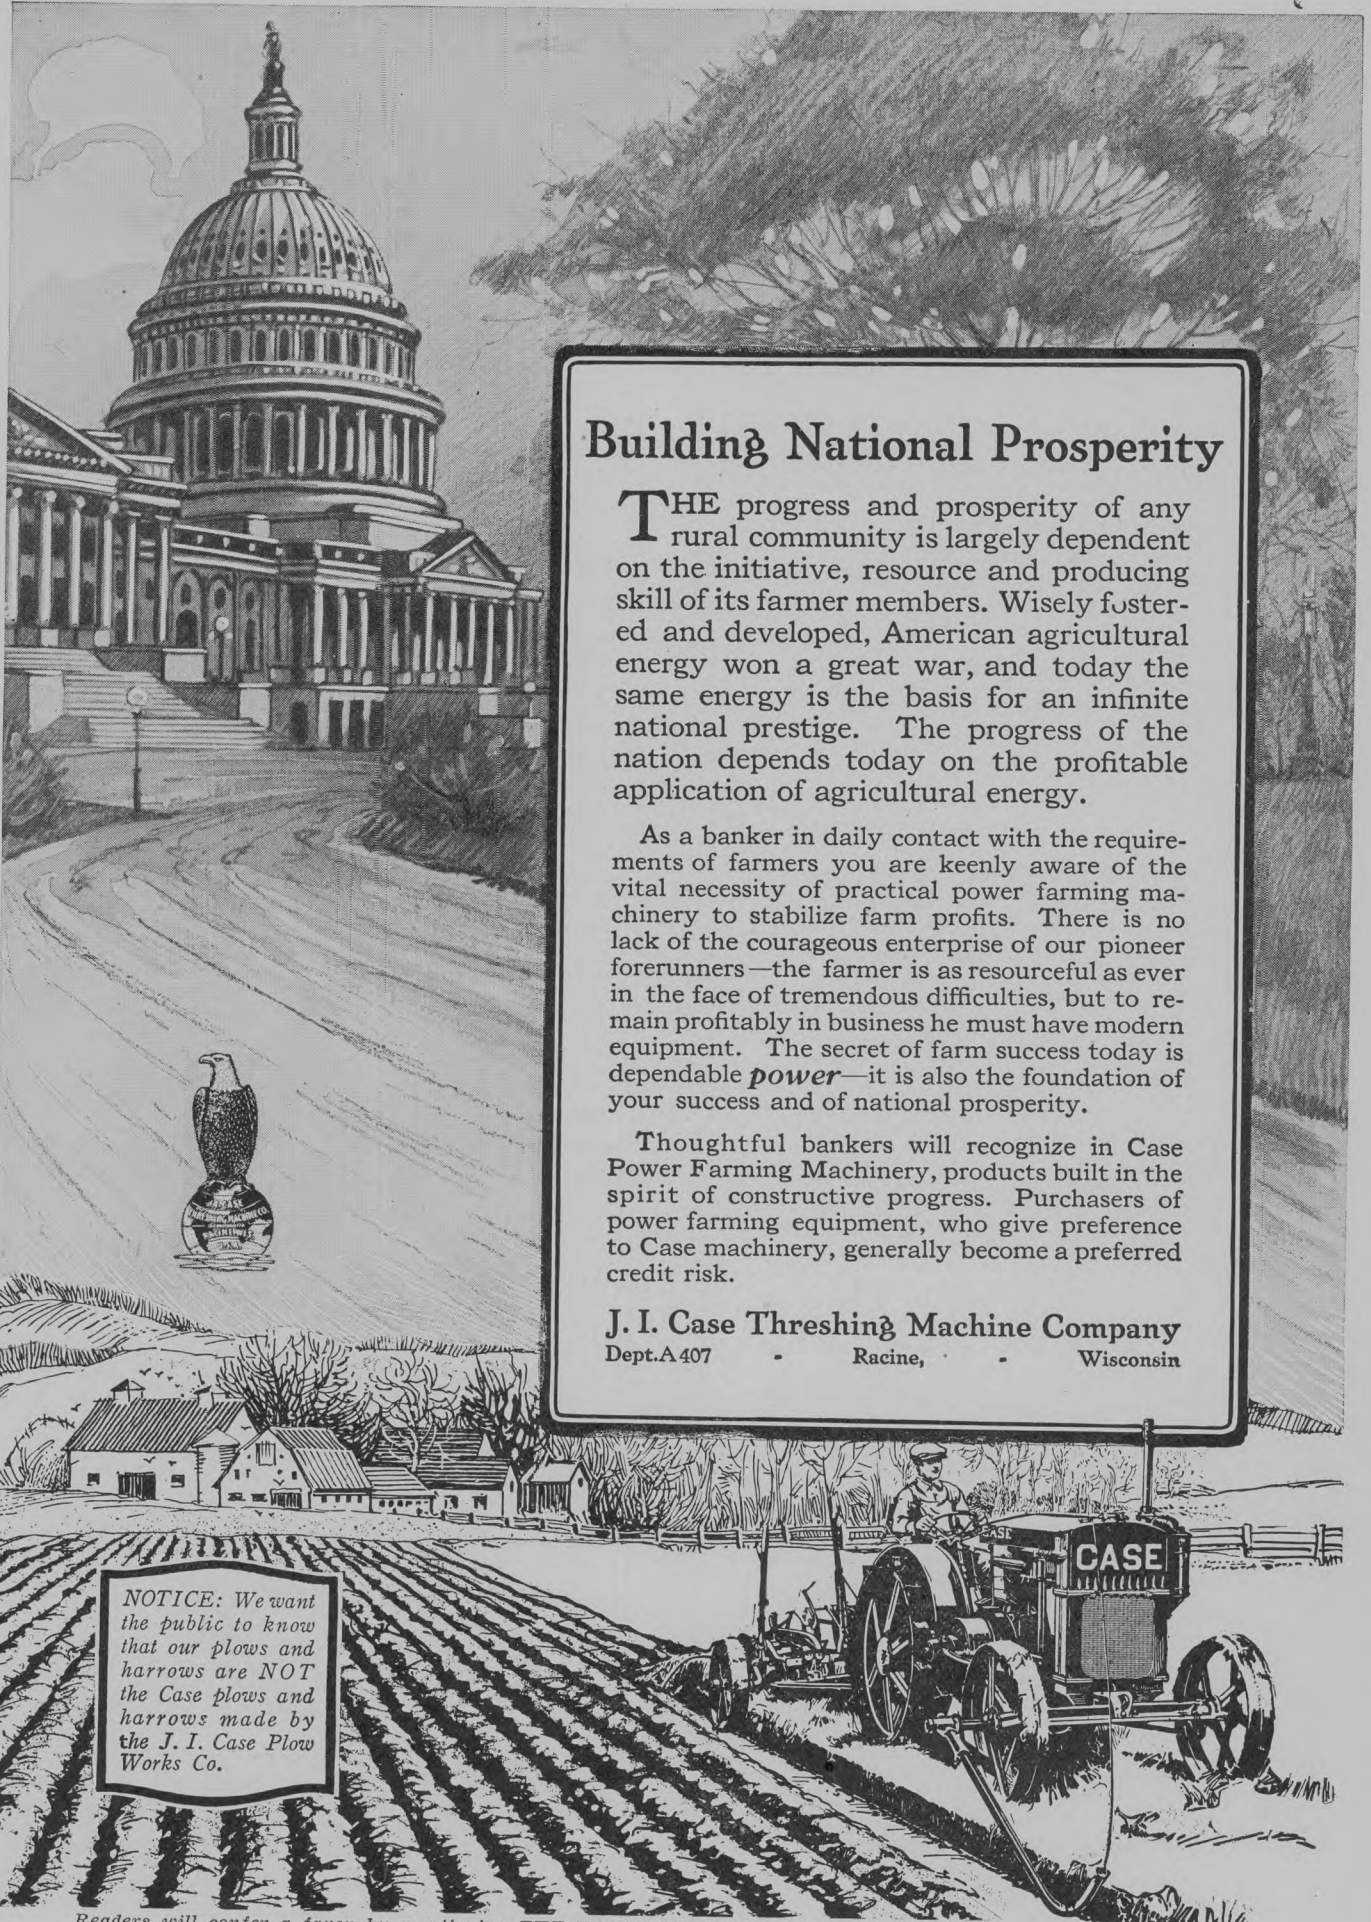 Building National Prosperity
THE progress and prosperity of any
rural community is largely dependent
on the initiative, resource and producing
skill of its farmer members. Wisely foster-
ed and developed, American agricultural
energy won a great war, and today the
same energy is the basis for an infinite
national prestige. The progress of the
nation depends today on the profitable
application of agricultural energy.
As a banker in daily contact with the require-
ments of farmers you are keenly aware of the
vital necessity of practical power farming ma-
chinery to stabilize farm profits. There is no
lack of the courageous enterprise of our pioneer
forerunners—the farmer is as resourceful as ever
in the face of tremendous difficulties, but to re-
main profitably in business he must have modern
equipment. The secret of farm success today is
dependable power—it is also the foundation of
your success and of national prosperity.
Thoughtful bankers will recognize in Case
Power Farming Machinery, products built in the
spirit of constructive progress. Purchasers of
power farming equipment, who give preference
to Case machinery, generally become a preferred
credit risk.
J. I. Case Threshing Machine Company
Dept.A407 - Racine, - Wisconsin
J.I. CASE
THRESHING MACHINE CO.
CASE
CASE
NOTICE: We want
the public to know
that our plows and
harrows are NOT
the Case plows and
harrows made by
the J. I. Case Plow
Works Co.
Readers will confer a favor